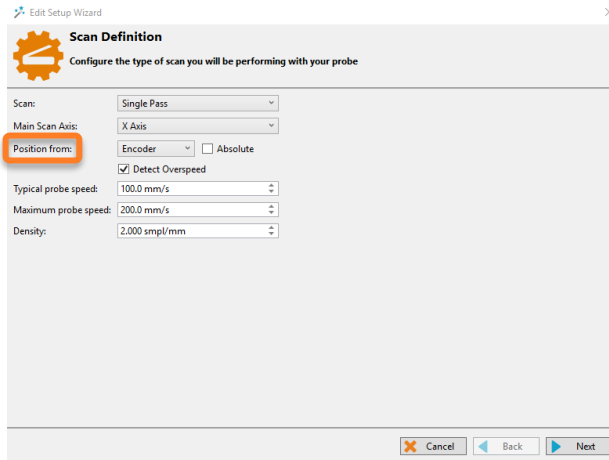 Edit Setup Wizard
Scan Definition
Configure the type of scan you will be performing with your probe
Scan: Single Pass
Main Scan Axis: X Axis
Position from: Encoder Absolute
Detect Overspeed
Typical probe speed: 100.0 mm/s
Maximum probe speed: 200.0 mm/s
Density: 2.000 smpl/mm
Cancel Back Next